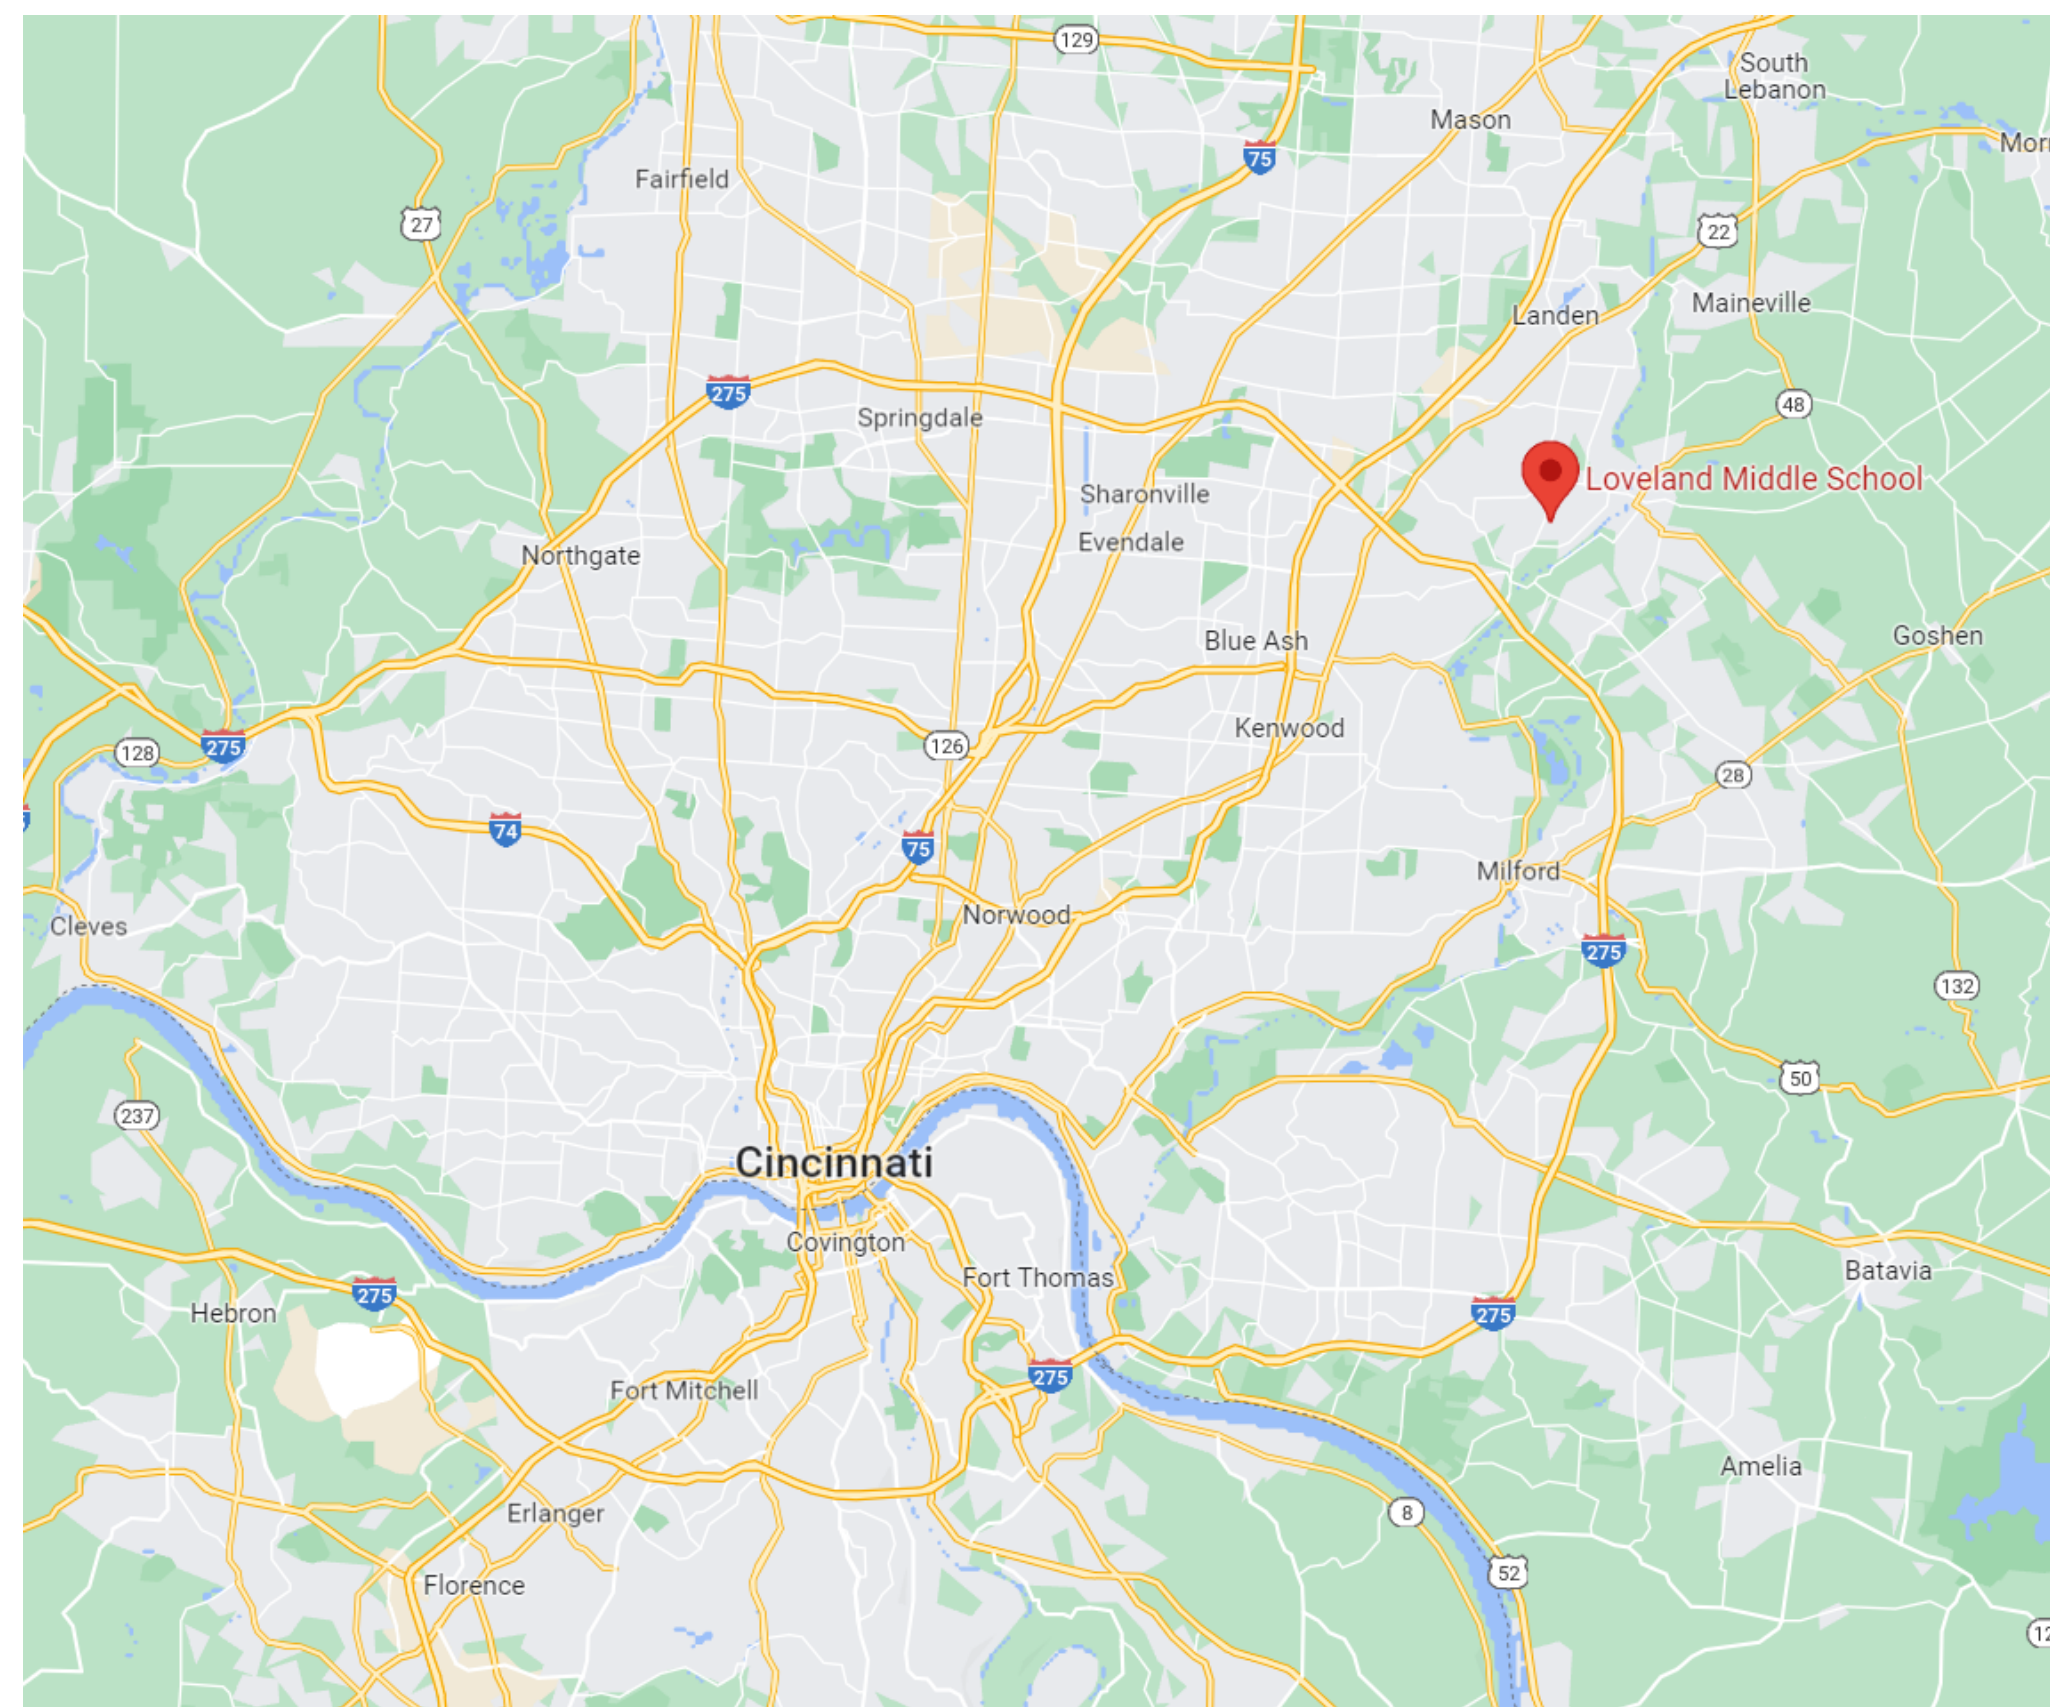 129
South
Lebanon
Mason
75
Fairfield
27
22
Landen
Maineville
275
48
Springdale
Loveland Middle School
Sharonville
Evendale
Northgate
Goshen
Blue Ash
Kenwood
126
275
128
28
74
75
Milford
Norwood
Cleves
275
132
50
237
Cincinnati
Covington
Fort Thomas
Batavia
275
Hebron
275
275
Fort Mitchell
Amelia
8
Erlanger
52
Florence